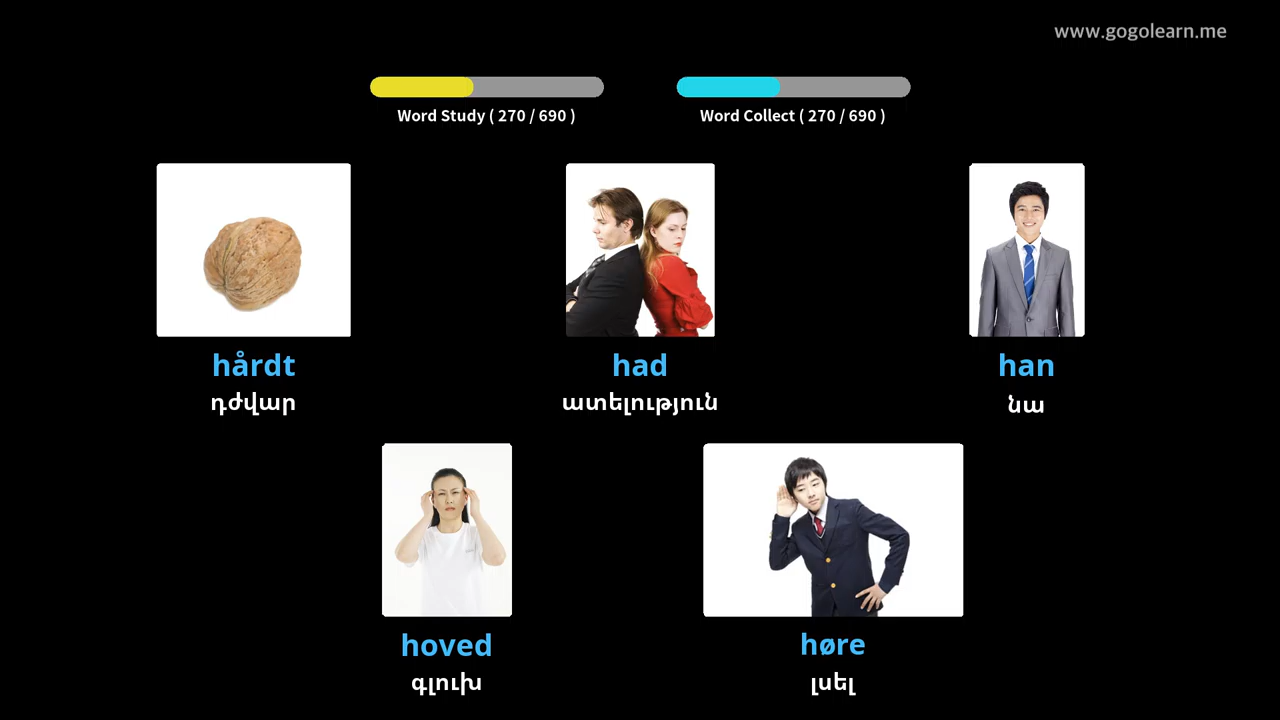 www.gogolearn.me
Word Study ( 270 / 690 )
Word Collect ( 270 / 690 )
hårdt
դժվար
had
ատելություն
han
նա
hoved
գլուխ
høre
լսել